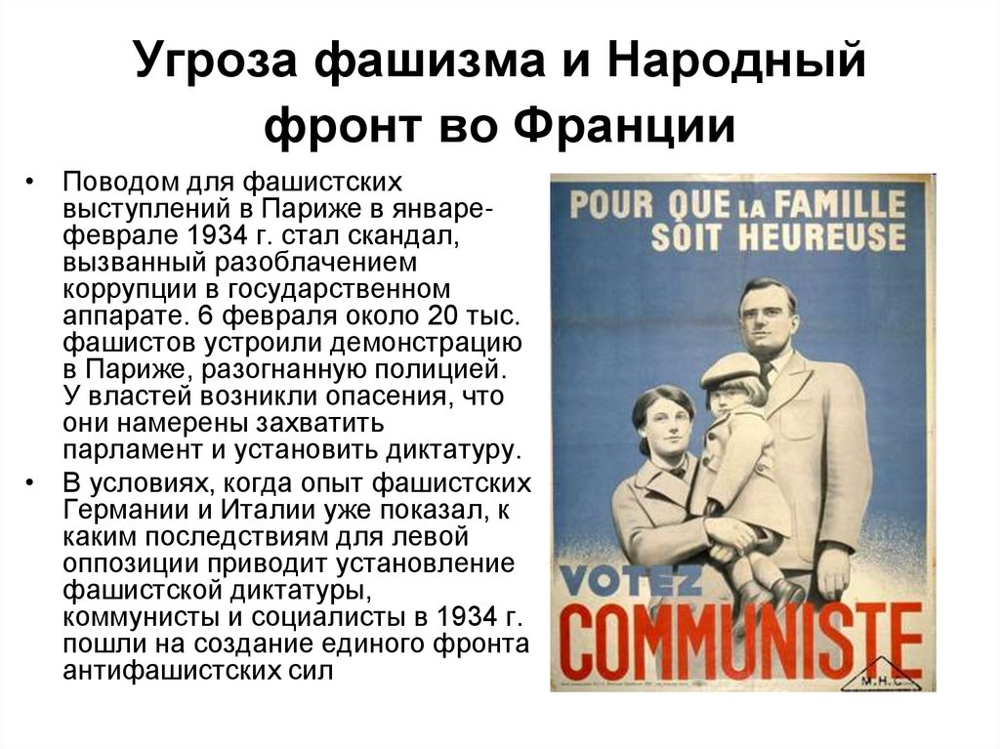 Угроза фашизма и Народный
фронт во Франции
• Поводом для фашистских
выступлений в Париже в январе-
феврале 1934 г. стал скандал,
вызванный разоблачением
коррупции в государственном
аппарате. 6 февраля около 20 тыс.
фашистов устроили демонстрацию
в Париже, разогнанную полицией.
У властей возникли опасения, что
они намерены захватить
парламент и установить диктатуру.
• В условиях, когда опыт фашистских
Германии и Италии уже показал, к
каким последствиям для левой
оппозиции приводит установление
фашистской диктатуры,
коммунисты и социалисты в 1934 г.
пошли на создание единого фронта
антифашистских сил
POUR QUE LA FAMILLE
SOIT HEUREUSE
VOTEZ
COMMUNISTE
M.H.C.